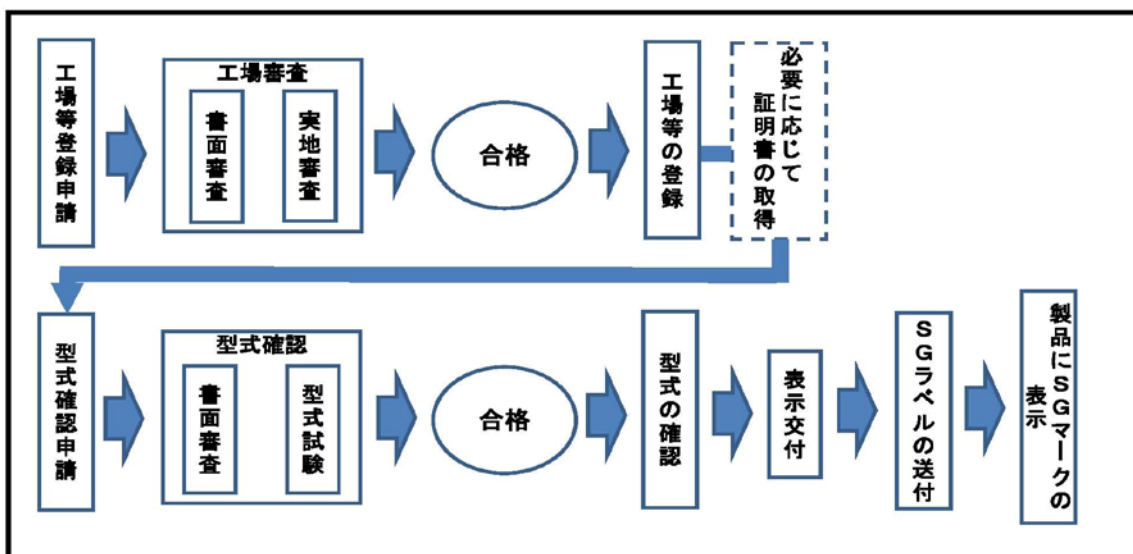 工場等登録申請
工場審査
書面審査
実地審査
合格
工場等の登録
必要に応じて
証明書の取得
型式確認申請
型式確認
書面審査
型式試験
合格
型式の確認
表示交付
SGラベルの送付
製品にSGマークの
表示